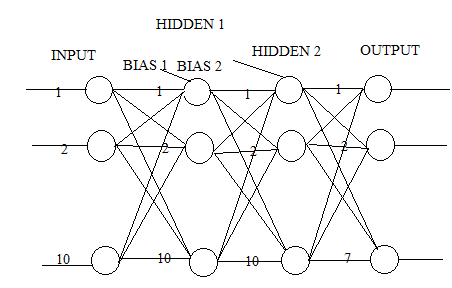 HIDDEN 1
INPUT
HIDDEN 2
OUTPUT
BIAS 1
BIAS 2
1
1
1
1
2
2
2
2
10
10
10
7